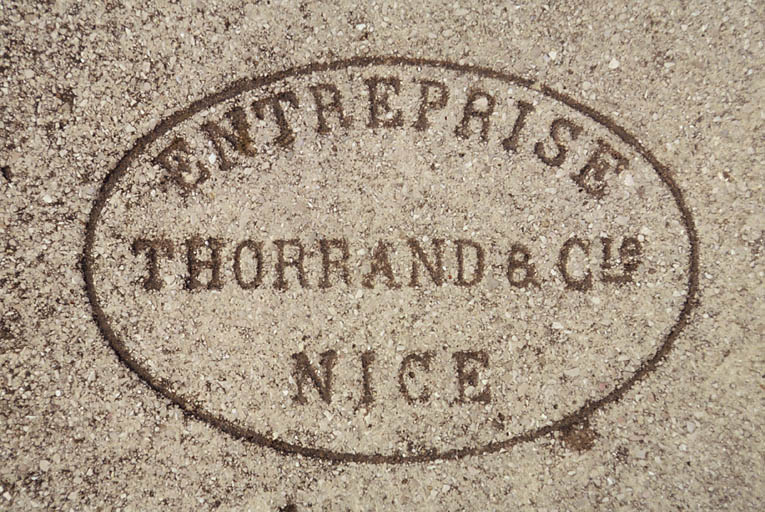 ENTREPRISE
THORRAND & Cie
NICE